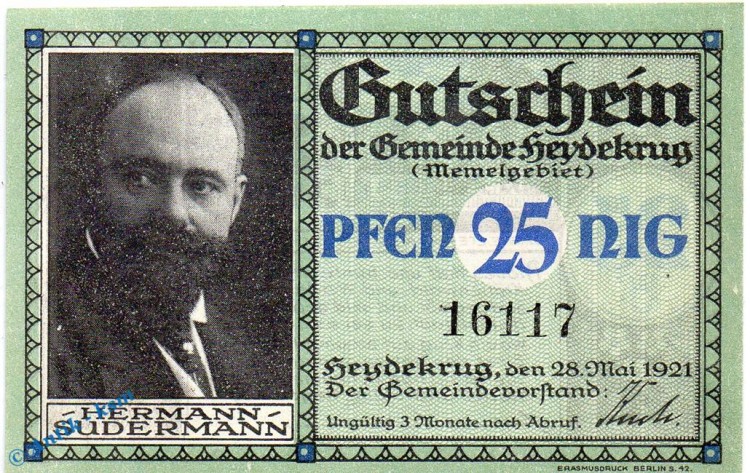 Gutschein
der Gemeinde Heydekrug
(Memelgebiet)
PFEN 25 NIG
16117
Heydekrug, den 28. Mai 1921
Der Gemeindevorstand:
Ungültig 3 Monate nach Abruf.
-HERMANN-
SUDERMANN
ERASMUSDRUCK BERLIN S. 42.